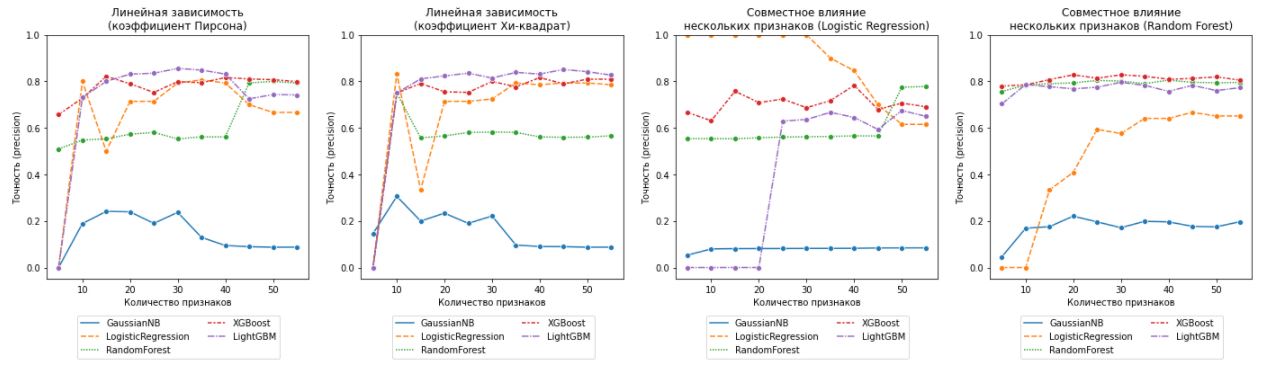 Линейная зависимость
(коэффициент Пирсона)
1.0
0.8
0.6
0.4
0.2
0.0
Точность (precision)
10 20 30 40 50
Количество признаков
GaussianNB
LogisticRegression
RandomForest
XGBoost
LightGBM
Линейная зависимость
(коэффициент Хи-квадрат)
1.0
0.8
0.6
0.4
0.2
0.0
Точность (precision)
10 20 30 40 50
Количество признаков
GaussianNB
LogisticRegression
RandomForest
XGBoost
LightGBM
Совместное влияние
нескольких признаков (Logistic Regression)
1.0
0.8
0.6
0.4
0.2
0.0
Точность (precision)
10 20 30 40 50
Количество признаков
GaussianNB
LogisticRegression
RandomForest
XGBoost
LightGBM
Совместное влияние
нескольких признаков (Random Forest)
1.0
0.8
0.6
0.4
0.2
0.0
Точность (precision)
10 20 30 40 50
Количество признаков
GaussianNB
LogisticRegression
RandomForest
XGBoost
LightGBM